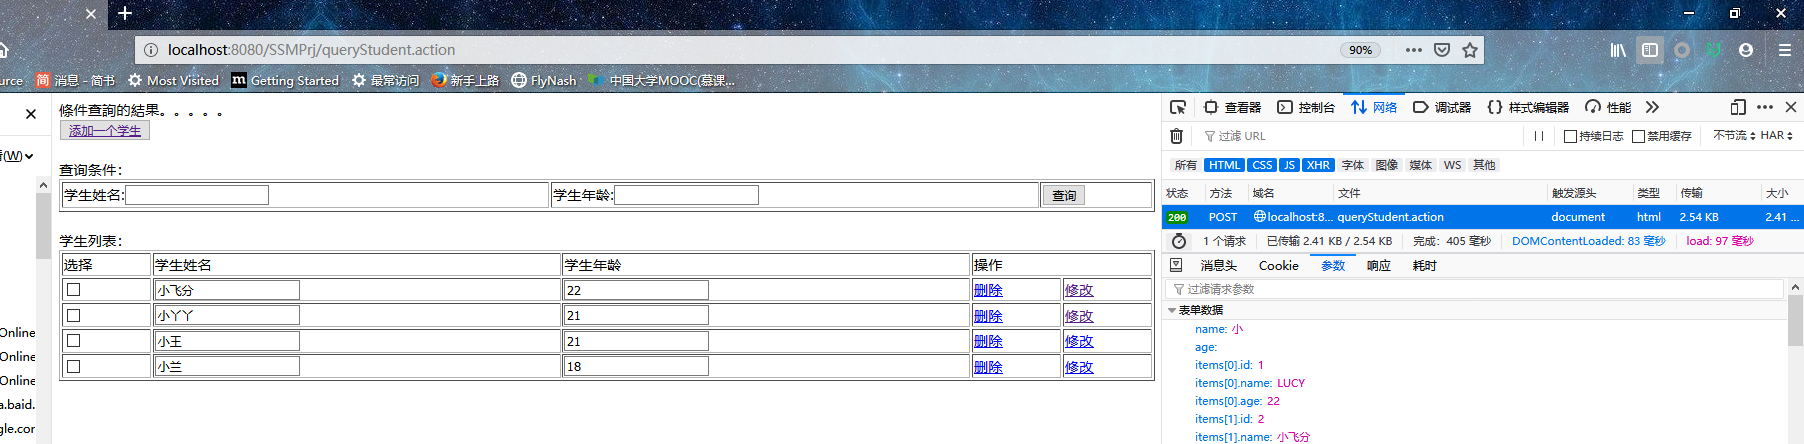 localhost:8080/SSMPrj/queryStudent.action 90%
urce 简 消息 - 简书 Most Visited m Getting Started 最常访问 新手上路 FlyNash 中国大学MOOC(慕课...
(W)
Online
Online
Online
a.baid.
gle.cor
條件查詢的結果。。。。。
添加一个学生
查询条件：
学生姓名: 学生年龄: 查询
学生列表：
选择 学生姓名 学生年龄 操作
小飞分 22 删除 修改
小丫丫 21 删除 修改
小王 21 删除 修改
小兰 18 删除 修改
查看器 控制台 网络 调试器 样式编辑器 性能
过滤 URL 持续日志 禁用缓存 不节流 HAR
所有 HTML CSS JS XHR 字体 图像 媒体 WS 其他
状态 方法 域名 文件 触发源头 类型 传输 大小
200 POST localhost:8... queryStudent.action document html 2.54 KB 2.41 ...
1 个请求 已传输 2.41 KB / 2.54 KB 完成：405 毫秒 DOMContentLoaded: 83 毫秒 load: 97 毫秒
消息头 Cookie 参数 响应 耗时
过滤请求参数
表单数据
name: 小
age:
items[0].id: 1
items[0].name: LUCY
items[0].age: 22
items[1].id: 2
items[1].name: 小飞分